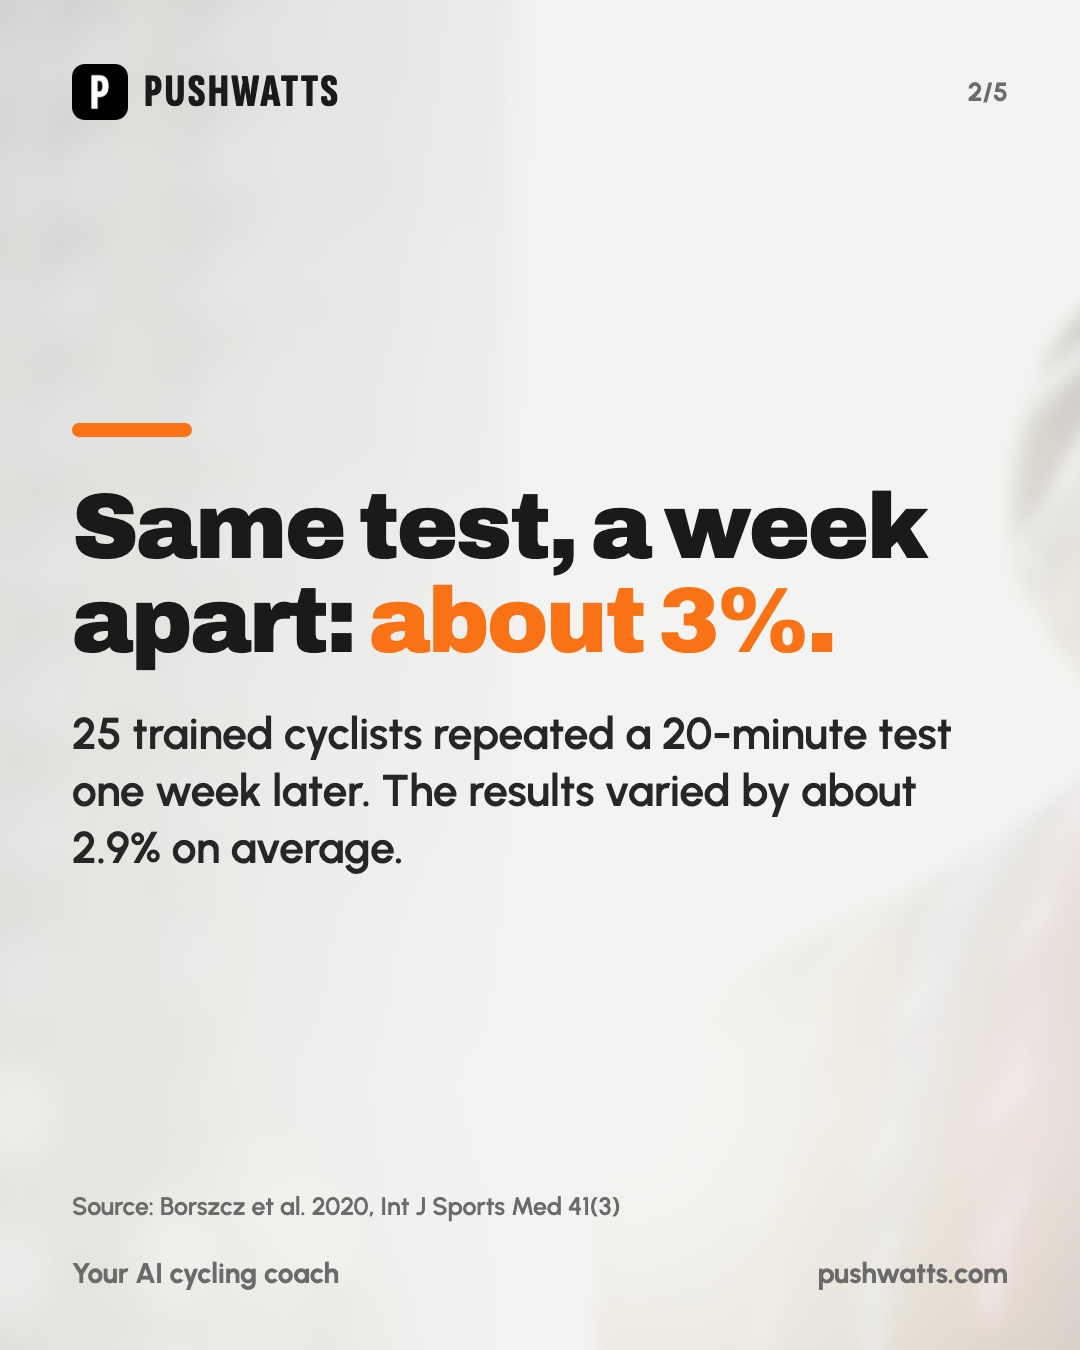 P PUSHWATTS
2/5
Same test, a week
apart: about 3%.
25 trained cyclists repeated a 20-minute test
one week later. The results varied by about
2.9% on average.
Source: Borszcz et al. 2020, Int J Sports Med 41(3)
Your AI cycling coach
pushwatts.com